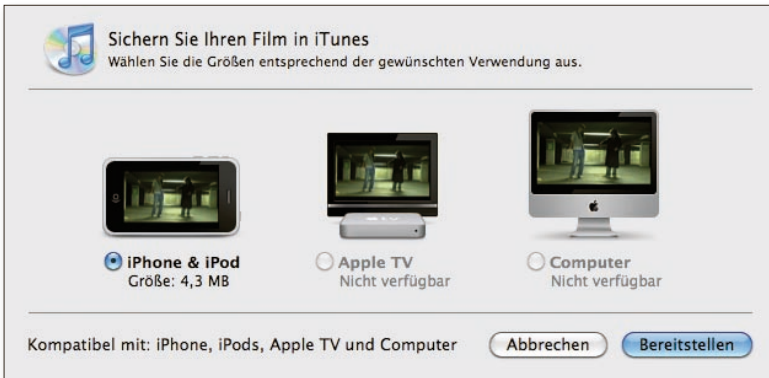 Sichern Sie Ihren Film in iTunes
Wählen Sie die Größen entsprechend der gewünschten Verwendung aus.
iPhone & iPod
Größe: 4,3 MB
Apple TV
Nicht verfügbar
Computer
Nicht verfügbar
Kompatibel mit: iPhone, iPods, Apple TV und Computer
Abbrechen
Bereitstellen